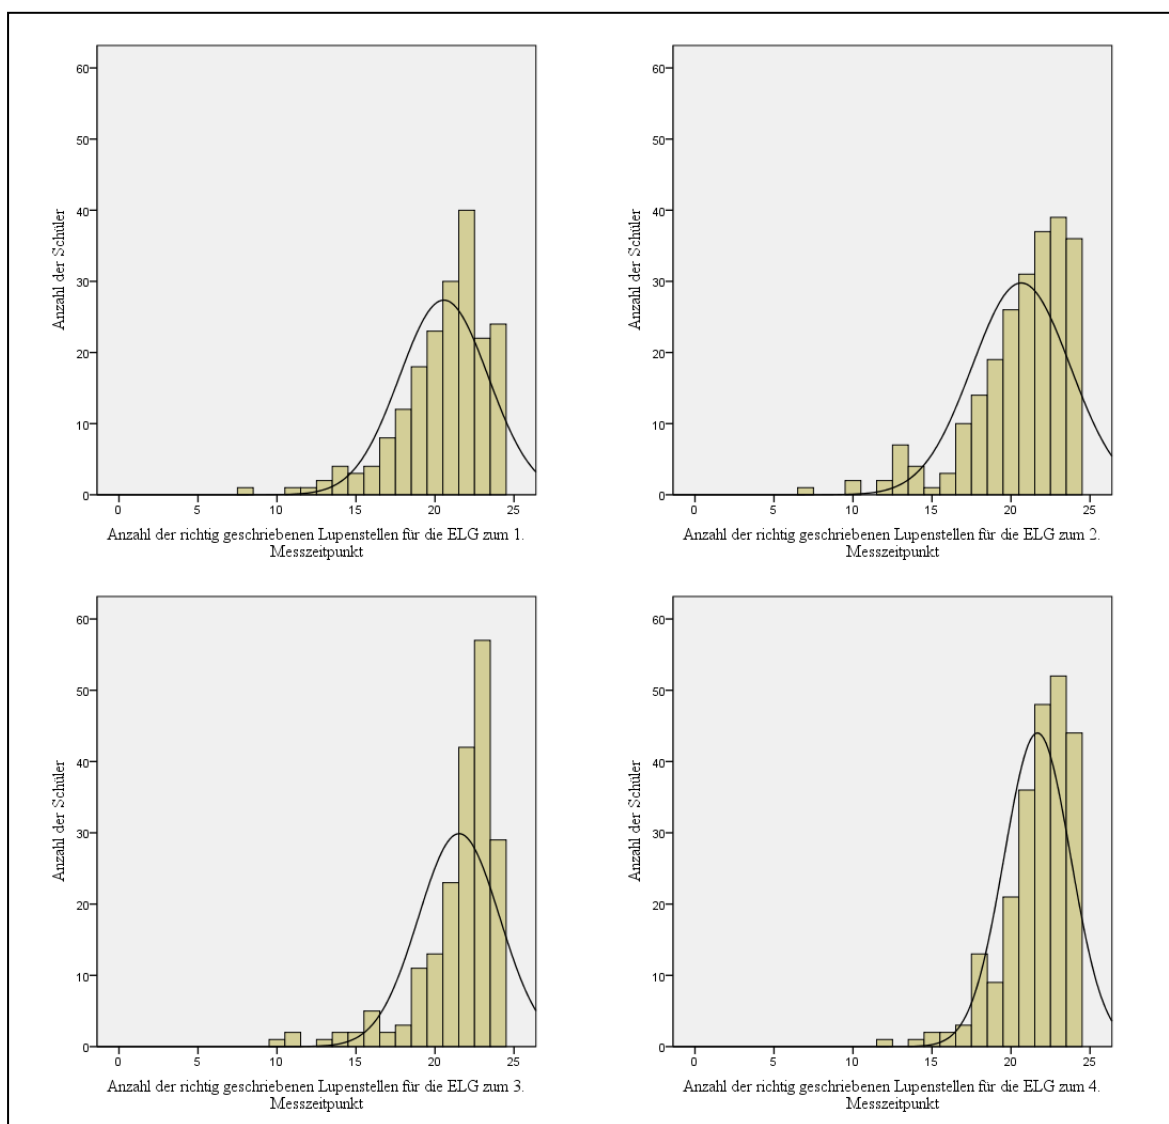 60
50
40
30
20
10
0
Anzahl der Schüler
0 5 10 15 20 25
Anzahl der richtig geschriebenen Lupenstellen für die ELG zum 1.
Messzeitpunkt
60
50
40
30
20
10
0
Anzahl der Schüler
0 5 10 15 20 25
Anzahl der richtig geschriebenen Lupenstellen für die ELG zum 2.
Messzeitpunkt
60
50
40
30
20
10
0
Anzahl der Schüler
0 5 10 15 20 25
Anzahl der richtig geschriebenen Lupenstellen für die ELG zum 3.
Messzeitpunkt
60
50
40
30
20
10
0
Anzahl der Schüler
0 5 10 15 20 25
Anzahl der richtig geschriebenen Lupenstellen für die ELG zum 4.
Messzeitpunkt